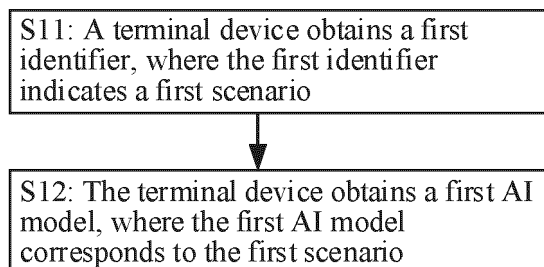 S11: A terminal device obtains a first
identifier, where the first identifier
indicates a first scenario
S12: The terminal device obtains a first AI
model, where the first AI model
corresponds to the first scenario